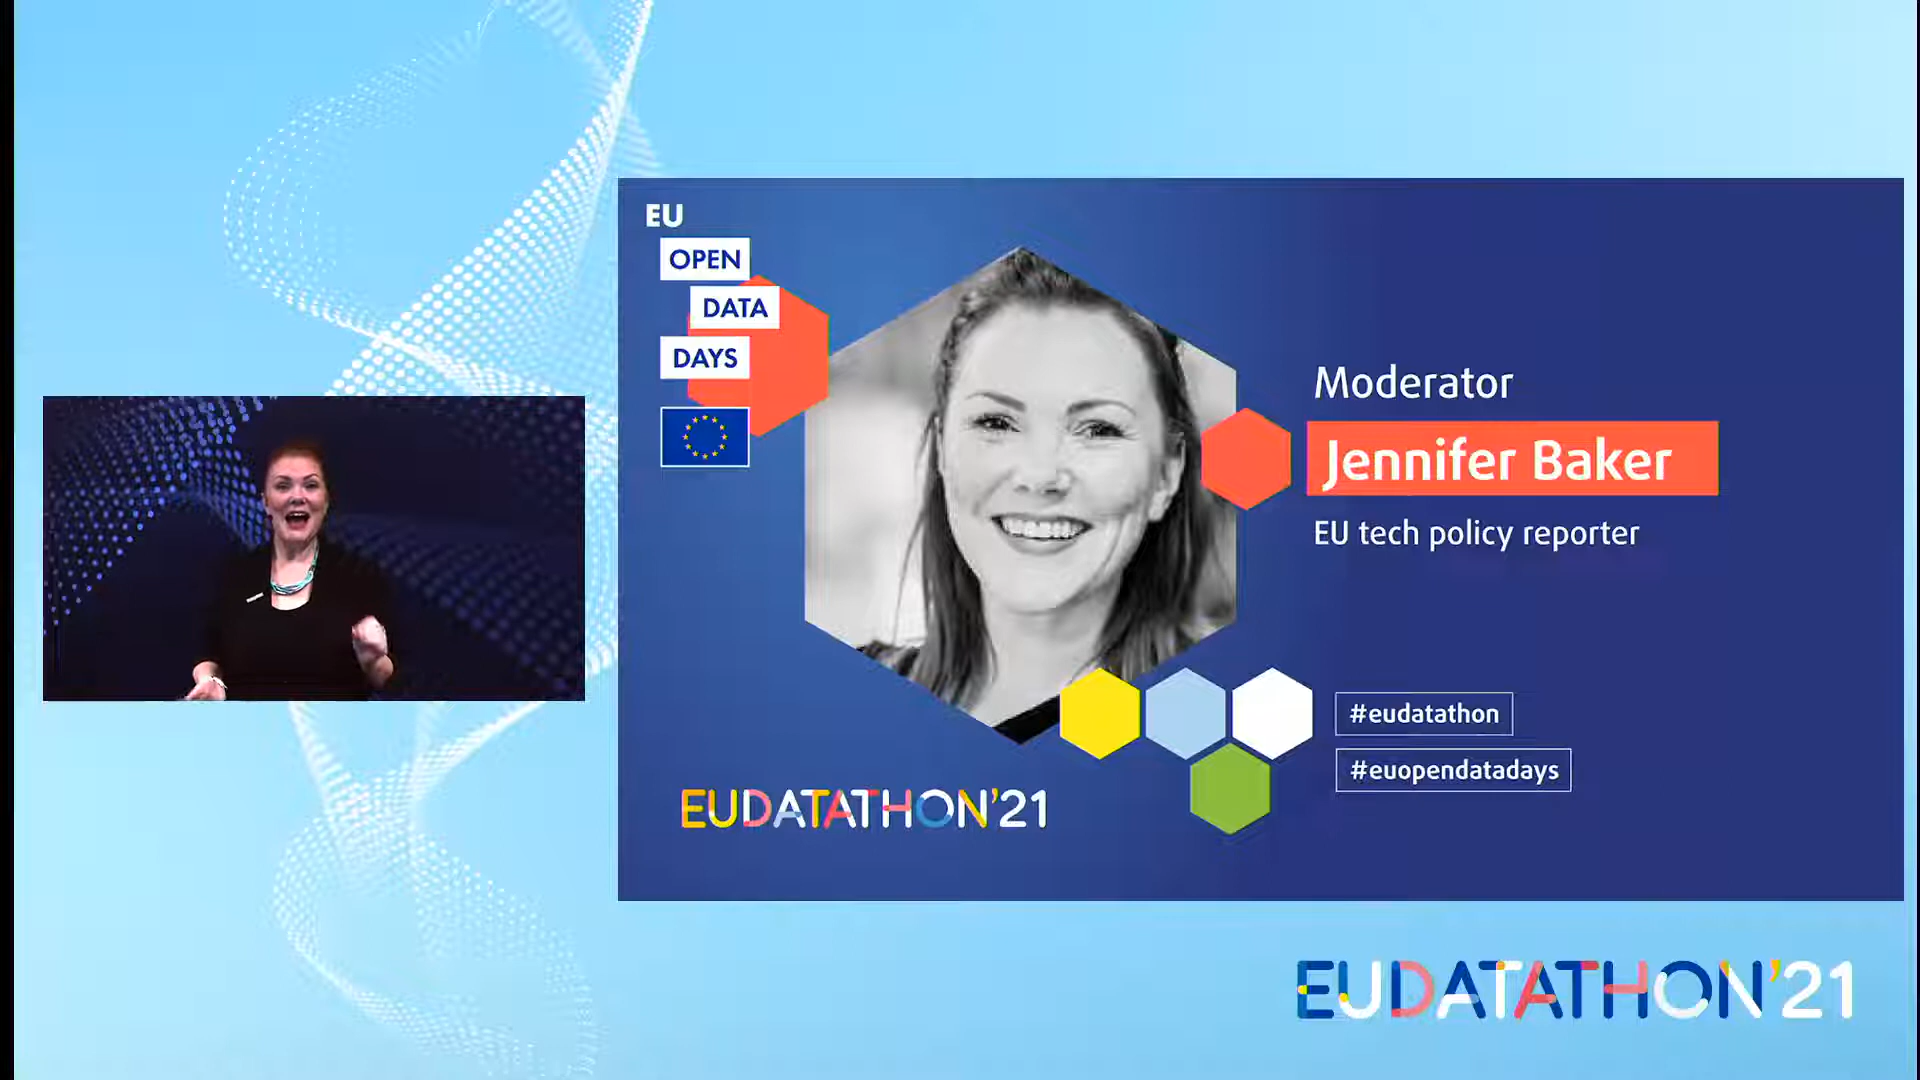 EU
OPEN
DATA
DAYS
Moderator
Jennifer Baker
EU tech policy reporter
#eudatathon
#euopendatadays
EUDATATHON'21
EUDATATHON'21